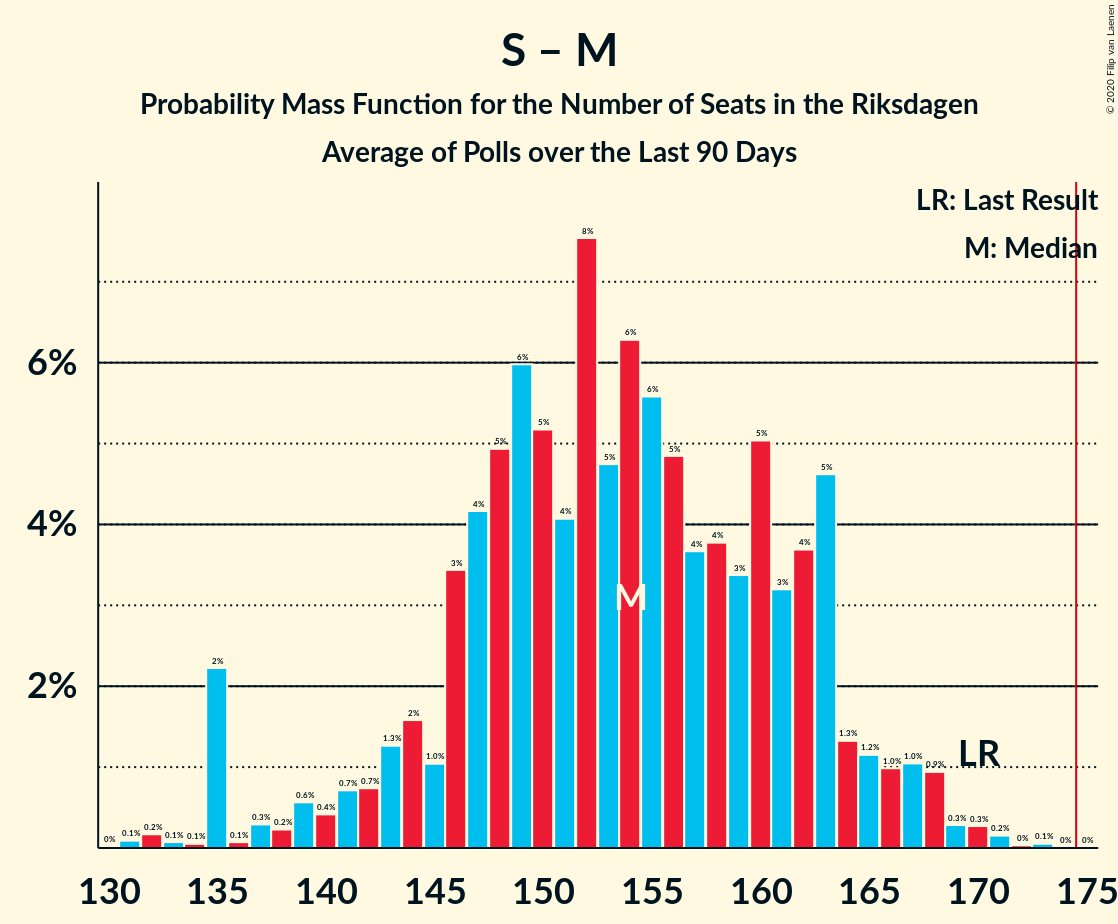 S – M
Probability Mass Function for the Number of Seats in the Riksdagen
Average of Polls over the Last 90 Days
© 2020 Filip van Laenen
LR: Last Result
M: Median
6%
4%
2%
0% 0.1% 0.2% 0.1% 0.1% 2% 0.1% 0.3% 0.2% 0.6% 0.4% 0.7% 0.7% 1.3% 2% 1.0% 3% 4% 5% 6% 5% 4% 8% 5% 6% 6% 5% 4% 4% 3% 5% 3% 4% 5% 1.3% 1.2% 1.0% 1.0% 0.9% 0.3% 0.3% 0.2% 0% 0.1% 0% 0%
M
LR
130 135 140 145 150 155 160 165 170 175